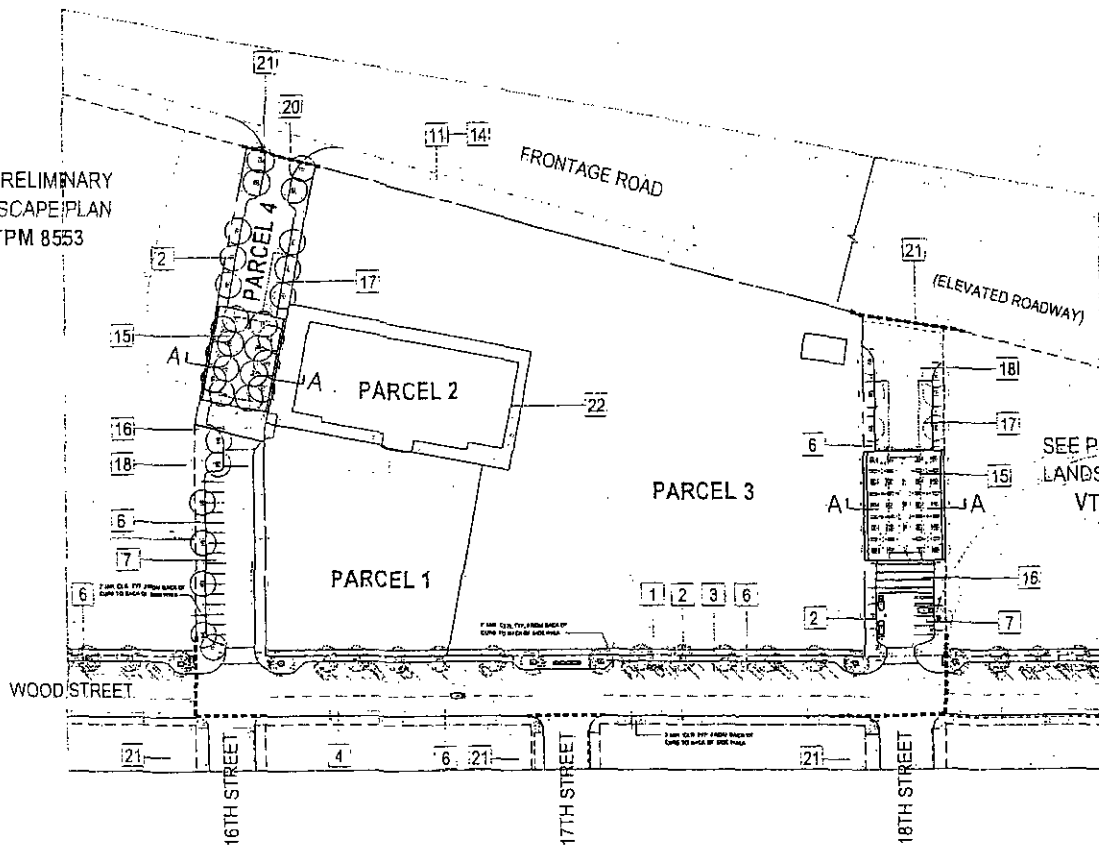 21
20
11 14
FRONTAGE ROAD
RELIMINARY
SCAPE PLAN
TPM 8553
2
PARCEL 4
17
21
(ELEVATED ROADWAY)
15
A A
PARCEL 2
22
18
17
6
16
18
SEE P
LANDS
VT
15
PARCEL 3
A A
6
7
PARCEL 1
16
6
1 2 3 6
2
7
WOOD STREET
21
4
6
21
21
16TH STREET
17TH STREET
18TH STREET